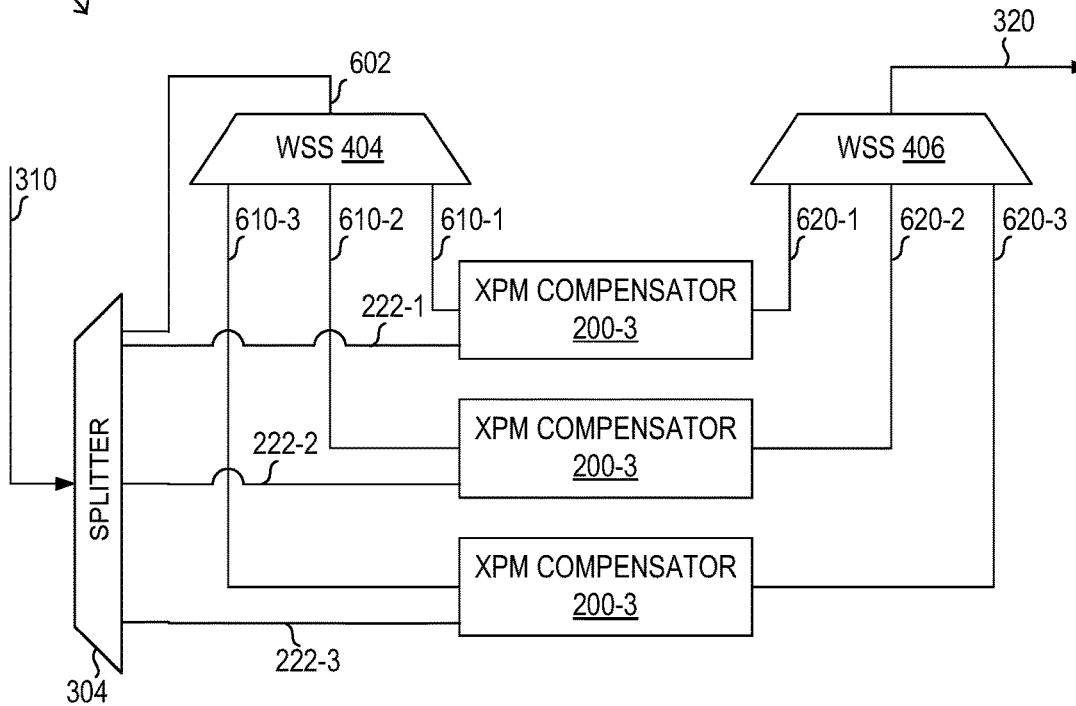 320
602
WSS 404
WSS 406
310
610-3
610-2
610-1
620-1
620-2
620-3
XPM COMPENSATOR
200-3
222-1
XPM COMPENSATOR
200-3
222-2
SPLITTER
XPM COMPENSATOR
200-3
222-3
304